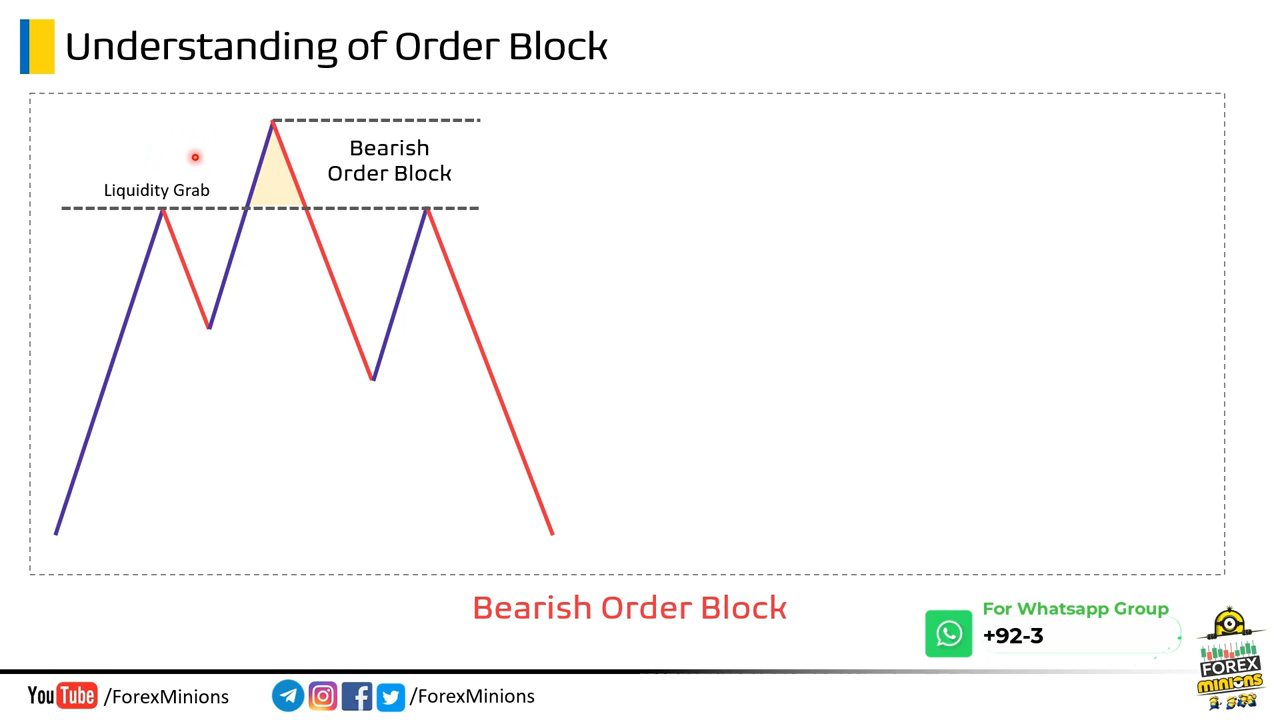 Understanding of Order Block
Bearish
Order Block
Liquidity Grab
Bearish Order Block
For Whatsapp Group
+92-3
FOREX
minions
YouTube /ForexMinions
/ForexMinions